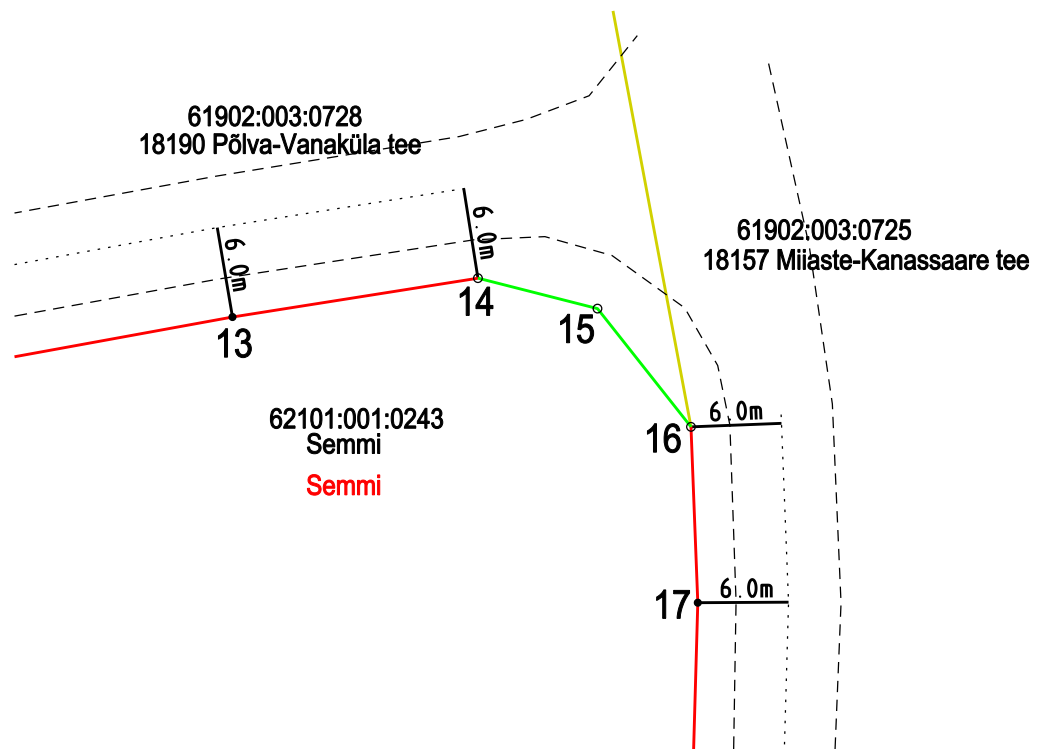 61902:003:0728
18190 Põlva-Vanaküla tee
6.0m
6.0m
61902:003:0725
18157 Miiaste-Kanassaare tee
13
14
15
62101:001:0243
Semmi
Semmi
16
6.0m
17
6.0m